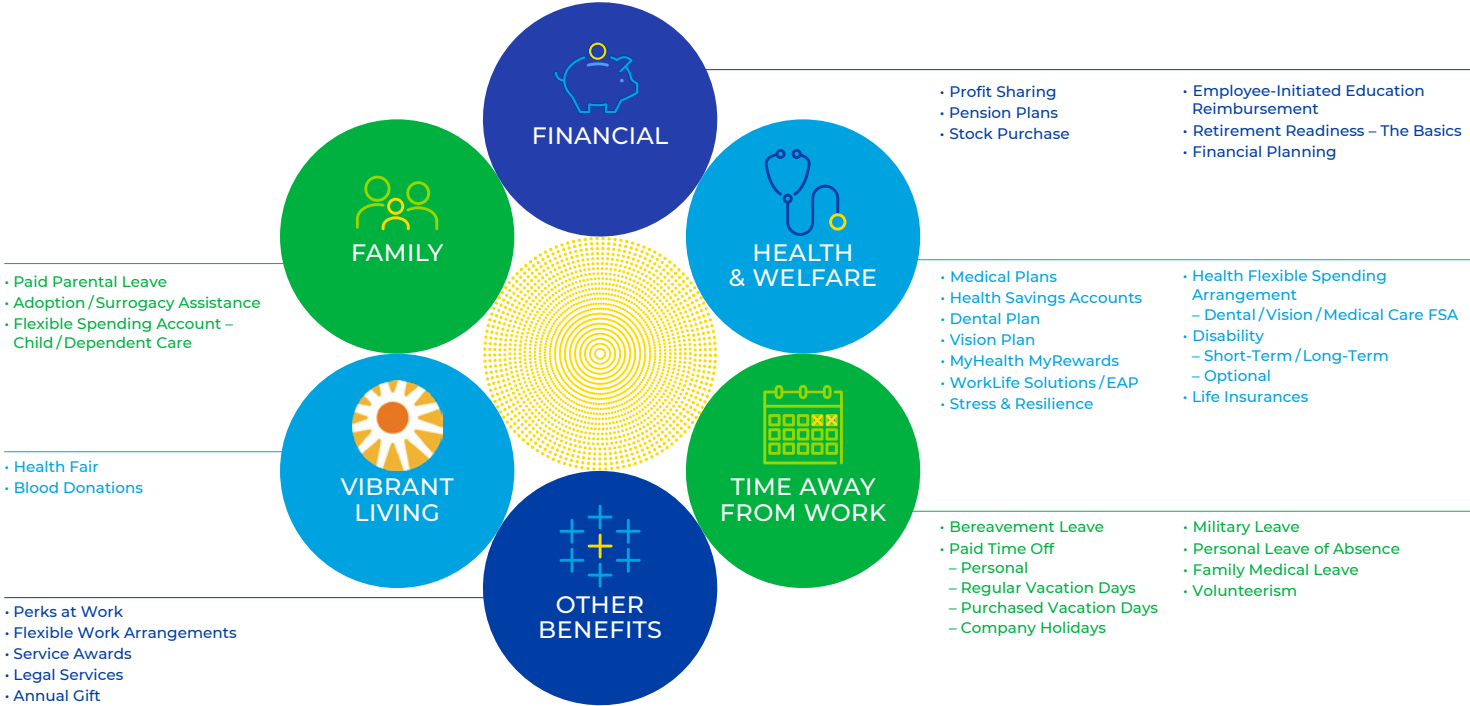 FINANCIAL
• Profit Sharing
• Pension Plans
• Stock Purchase
• Employee-Initiated Education
Reimbursement
• Retirement Readiness – The Basics
• Financial Planning
HEALTH
& WELFARE
• Medical Plans
• Health Savings Accounts
• Dental Plan
• Vision Plan
• MyHealth MyRewards
• WorkLife Solutions / EAP
• Stress & Resilience
• Health Flexible Spending
Arrangement
– Dental / Vision / Medical Care FSA
• Disability
– Short-Term / Long-Term
– Optional
• Life Insurances
TIME AWAY
FROM WORK
• Bereavement Leave
• Paid Time Off
– Personal
– Regular Vacation Days
– Purchased Vacation Days
– Company Holidays
• Military Leave
• Personal Leave of Absence
• Family Medical Leave
• Volunteerism
OTHER
BENEFITS
• Perks at Work
• Flexible Work Arrangements
• Service Awards
• Legal Services
• Annual Gift
VIBRANT
LIVING
• Health Fair
• Blood Donations
FAMILY
• Paid Parental Leave
• Adoption / Surrogacy Assistance
• Flexible Spending Account –
Child / Dependent Care